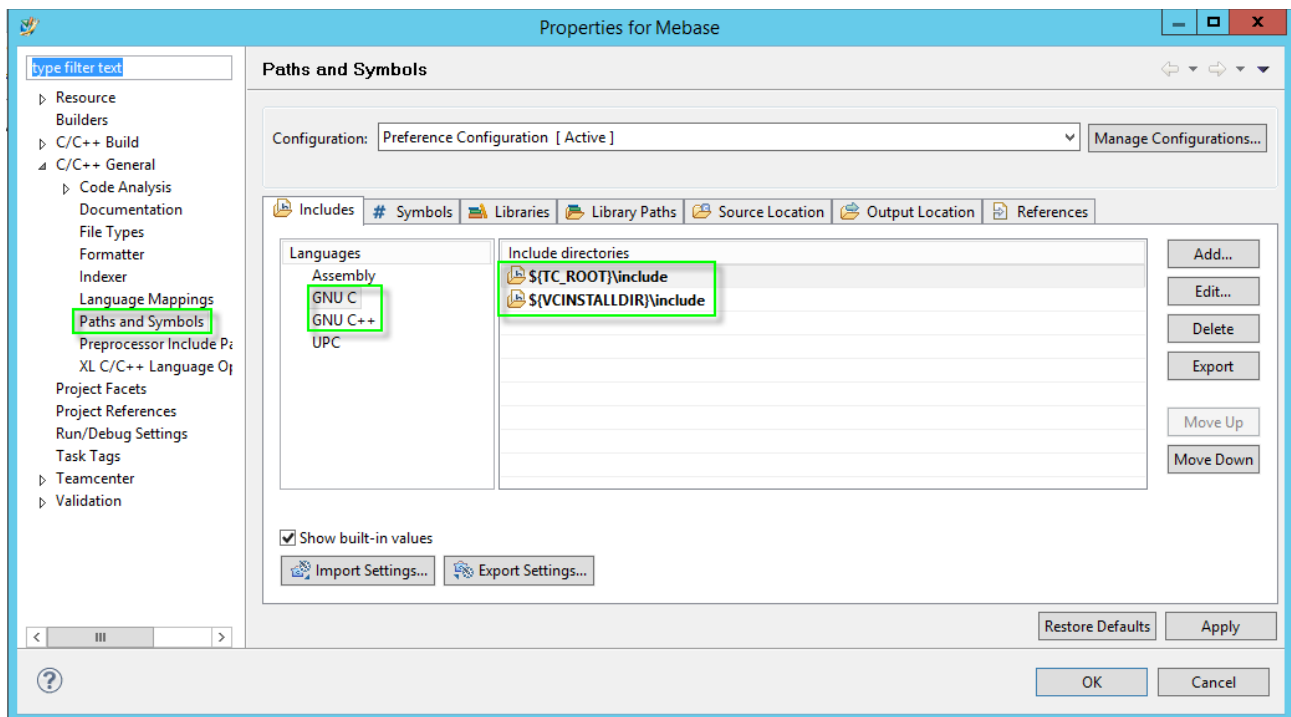 Properties for Mebase
type filter text
Resource
Builders
C/C++ Build
C/C++ General
Code Analysis
Documentation
File Types
Formatter
Indexer
Language Mappings
Paths and Symbols
Preprocessor Include Pa
XL C/C++ Language Op
Project Facets
Project References
Run/Debug Settings
Task Tags
Teamcenter
Validation
Paths and Symbols
Configuration: Preference Configuration [ Active ] Manage Configurations...
Includes # Symbols Libraries Library Paths Source Location Output Location References
Languages
Assembly
GNU C
GNU C++
UPC
Include directories
${TC_ROOT}\include
${VCINSTALLDIR}\include
Add...
Edit...
Delete
Export
Move Up
Move Down
Show built-in values
Import Settings... Export Settings...
Restore Defaults Apply
OK Cancel